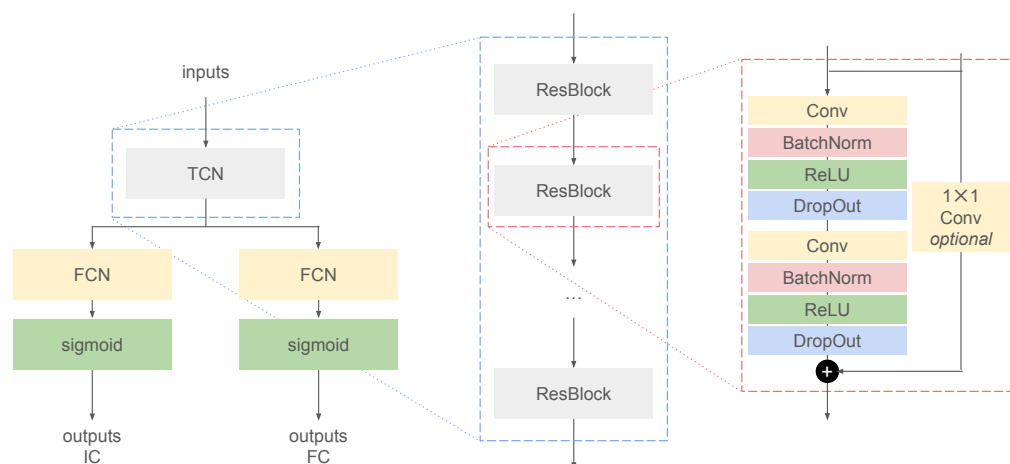 inputs
TCN
FCN
FCN
sigmoid
sigmoid
outputs
IC
outputs
FC
ResBlock
ResBlock
...
ResBlock
Conv
BatchNorm
ReLU
DropOut
Conv
BatchNorm
ReLU
DropOut
+
1×1
Conv
optional